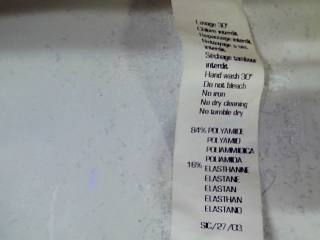 Lavage 30°
Chlore interdit.
Repassage interdit.
Nettoyage a sec
interdit.
Séchage tambour
interdit.
Hand wash 30°
Do not bleach
No iron
No dry cleaning
No tumble dry
84% POLYAMIDE
POLYAMID
POLIAMMIDICA
POLIAMIDA
16% ELASTHANNE
ELASTANE
ELASTAN
ELASTHAN
ELASTANO
SIC/27/03